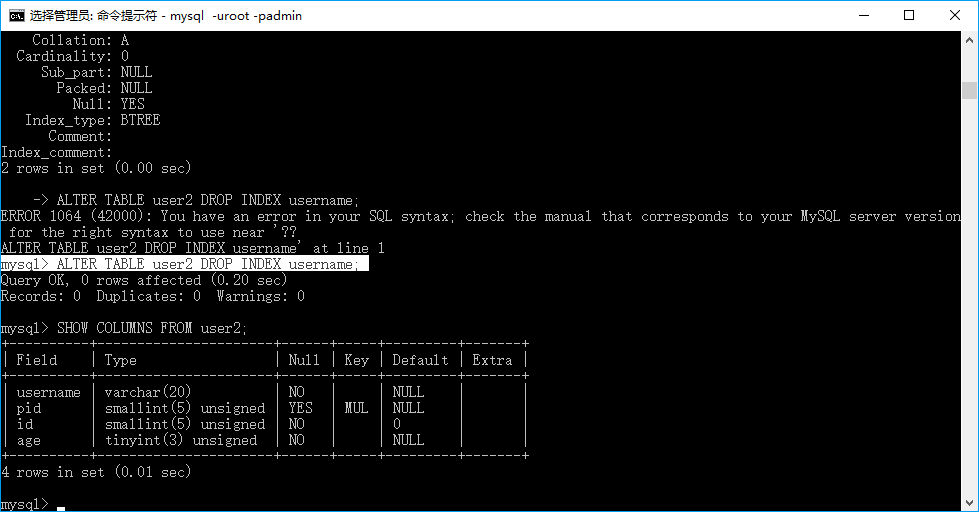 选择管理员: 命令提示符 - mysql  -uroot -padmin
    Collation: A
  Cardinality: 0
     Sub_part: NULL
       Packed: NULL
         Null: YES
   Index_type: BTREE
      Comment:
Index_comment:
2 rows in set (0.00 sec)
    -> ALTER TABLE user2 DROP INDEX username;
ERROR 1064 (42000): You have an error in your SQL syntax; check the manual that corresponds to your MySQL server version
 for the right syntax to use near '??
ALTER TABLE user2 DROP INDEX username' at line 1
mysql> ALTER TABLE user2 DROP INDEX username;
Query OK, 0 rows affected (0.20 sec)
Records: 0  Duplicates: 0  Warnings: 0
mysql> SHOW COLUMNS FROM user2;
+----------+----------------------+------+-----+---------+-------+
| Field    | Type                 | Null | Key | Default | Extra |
+----------+----------------------+------+-----+---------+-------+
| username | varchar(20)          | NO   |     | NULL    |       |
| pid      | smallint(5) unsigned | YES  | MUL | NULL    |       |
| id       | smallint(5) unsigned | NO   |     | 0       |       |
| age      | tinyint(3) unsigned  | NO   |     | NULL    |       |
+----------+----------------------+------+-----+---------+-------+
4 rows in set (0.01 sec)
mysql>